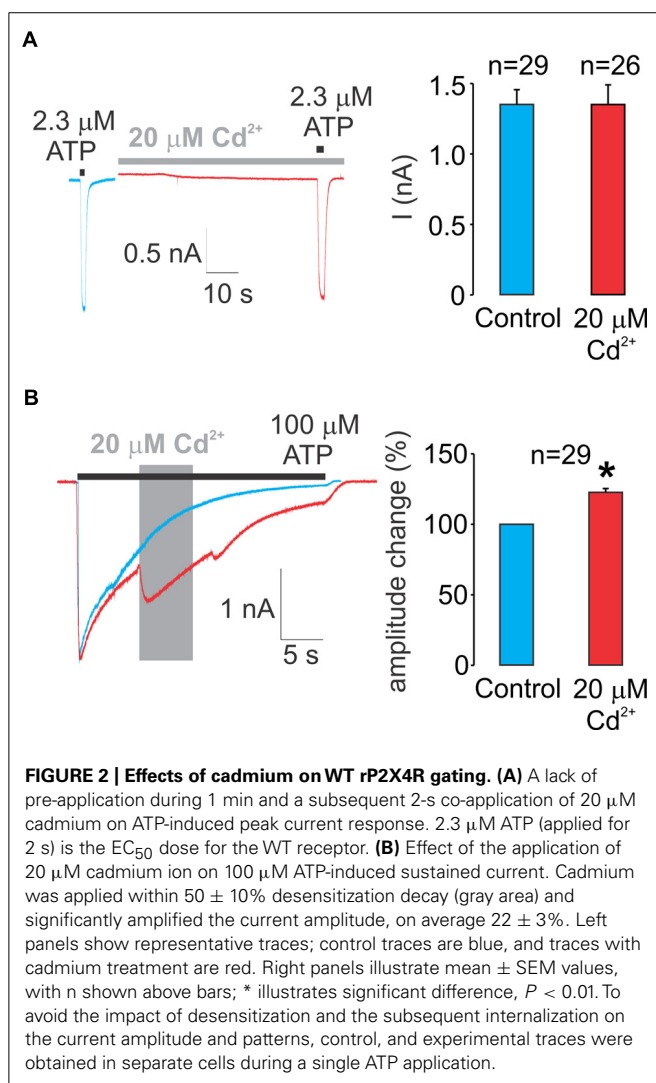 A
2.3 µM
ATP
20 µM Cd²⁺
2.3 µM
ATP
0.5 nA
10 s
n=29
n=26
I (nA)
1.5
1.0
0.5
0
Control
20 µM
Cd²⁺
B
20 µM Cd²⁺
100 µM
ATP
1 nA
5 s
amplitude change (%)
n=29
*
150
100
50
0
Control
20 µM
Cd²⁺
FIGURE 2 | Effects of cadmium on WT rP2X4R gating. (A) A lack of
pre-application during 1 min and a subsequent 2-s co-application of 20 µM
cadmium on ATP-induced peak current response. 2.3 µM ATP (applied for
2 s) is the EC₅₀ dose for the WT receptor. (B) Effect of the application of
20 µM cadmium ion on 100 µM ATP-induced sustained current. Cadmium
was applied within 50 ± 10% desensitization decay (gray area) and
significantly amplified the current amplitude, on average 22 ± 3%. Left
panels show representative traces; control traces are blue, and traces with
cadmium treatment are red. Right panels illustrate mean ± SEM values,
with n shown above bars; * illustrates significant difference, P < 0.01. To
avoid the impact of desensitization and the subsequent internalization on
the current amplitude and patterns, control, and experimental traces were
obtained in separate cells during a single ATP application.